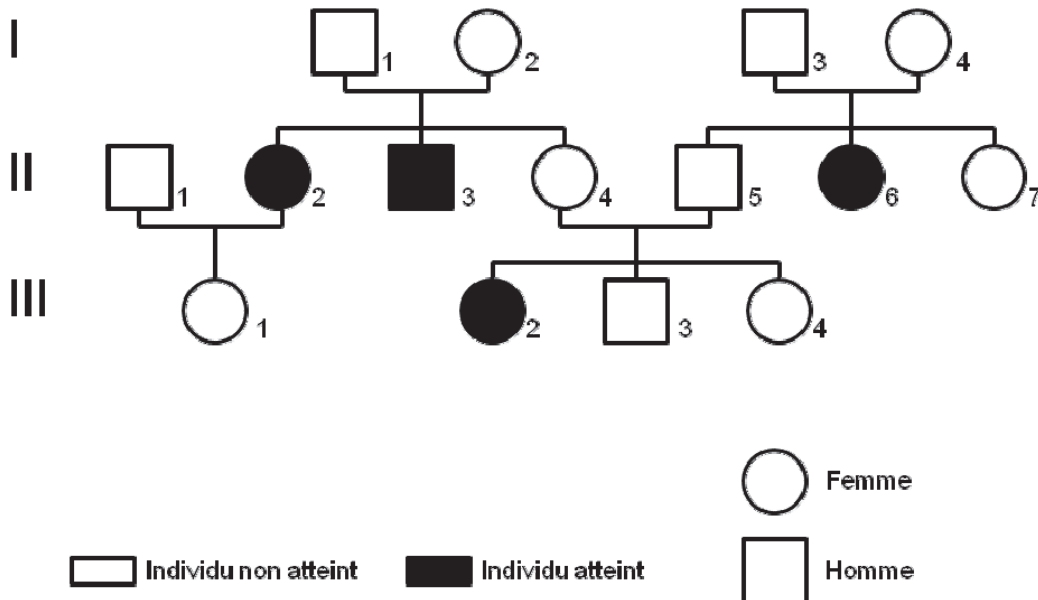 I
1 2 3 4
II
1 2 3 4 5 6 7
III
1 2 3 4
Femme
Individu non atteint Individu atteint Homme